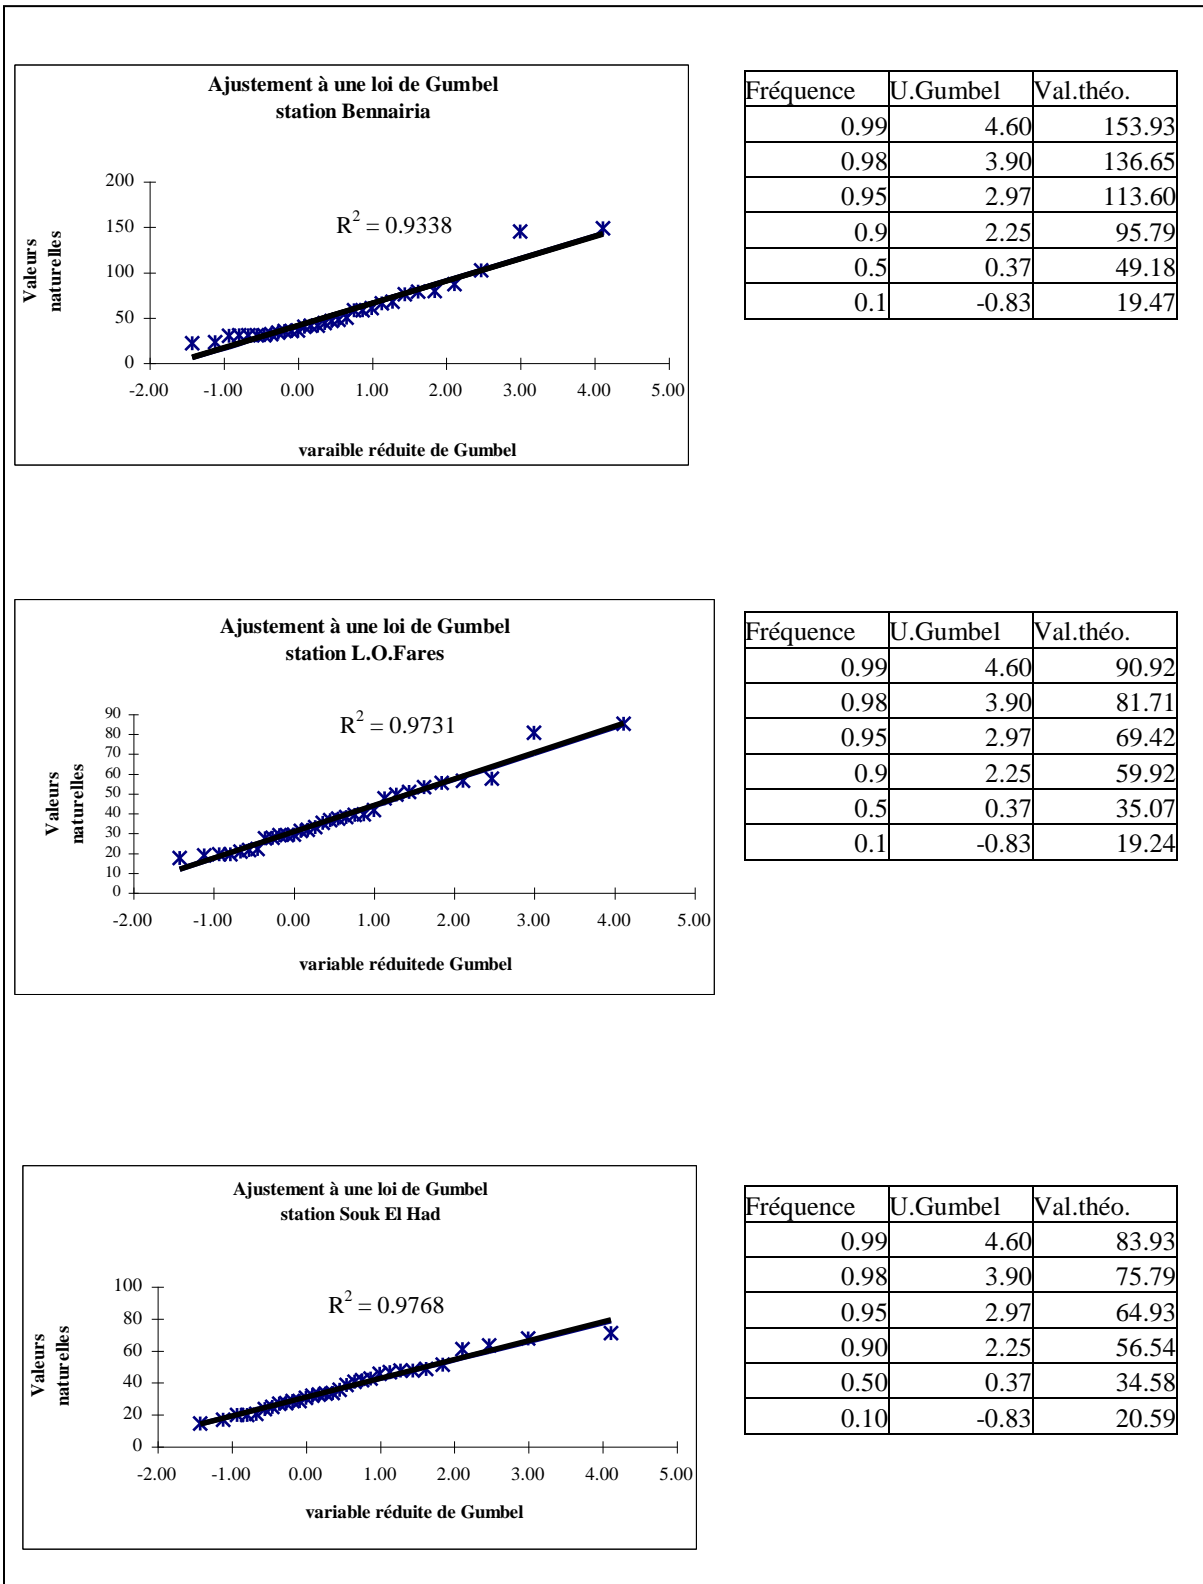 Ajustement à une loi de Gumbel
station Bennairia
R² = 0.9338
200
150
100
50
0
-2.00 -1.00 0.00 1.00 2.00 3.00 4.00 5.00
Valeurs
naturelles
varaible réduite de Gumbel
Fréquence U.Gumbel Val.théo.
0.99 4.60 153.93
0.98 3.90 136.65
0.95 2.97 113.60
0.9 2.25 95.79
0.5 0.37 49.18
0.1 -0.83 19.47
Ajustement à une loi de Gumbel
station L.O.Fares
R² = 0.9731
90
80
70
60
50
40
30
20
10
0
-2.00 -1.00 0.00 1.00 2.00 3.00 4.00 5.00
Valeurs
naturelles
variable réduitede Gumbel
Fréquence U.Gumbel Val.théo.
0.99 4.60 90.92
0.98 3.90 81.71
0.95 2.97 69.42
0.9 2.25 59.92
0.5 0.37 35.07
0.1 -0.83 19.24
Ajustement à une loi de Gumbel
station Souk El Had
R² = 0.9768
100
80
60
40
20
0
-2.00 -1.00 0.00 1.00 2.00 3.00 4.00 5.00
Valeurs
naturelles
variable réduite de Gumbel
Fréquence U.Gumbel Val.théo.
0.99 4.60 83.93
0.98 3.90 75.79
0.95 2.97 64.93
0.90 2.25 56.54
0.50 0.37 34.58
0.10 -0.83 20.59